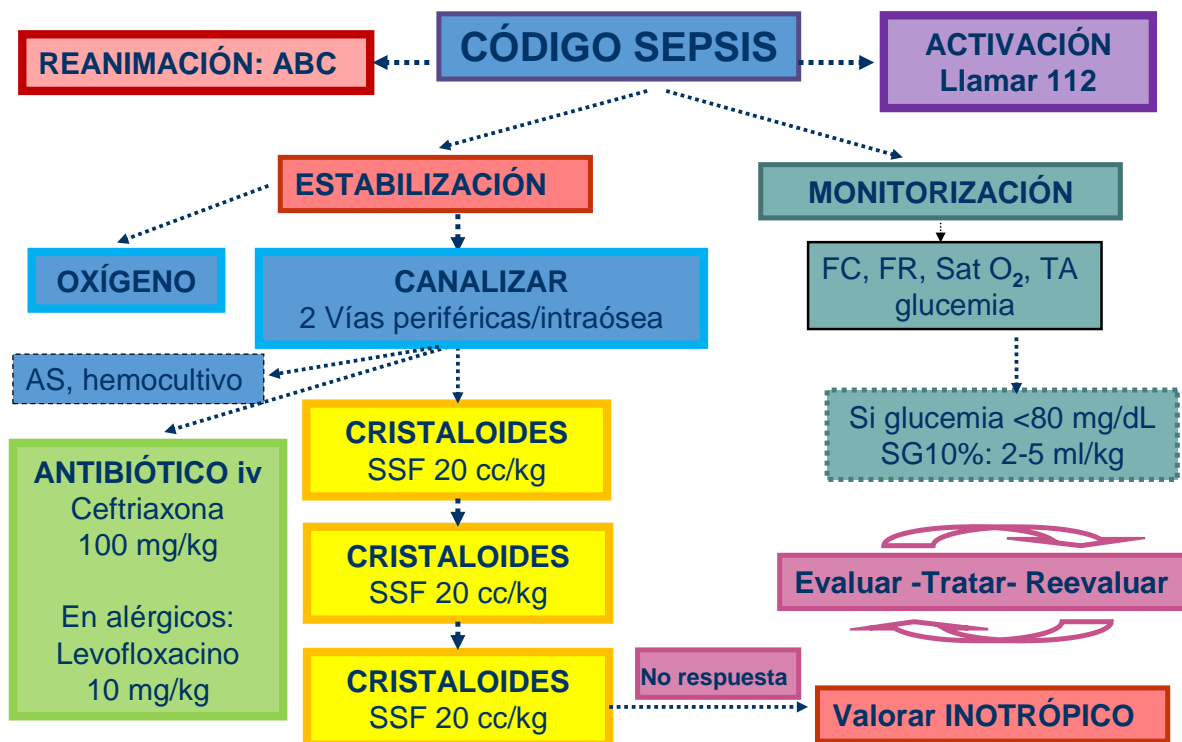 CÓDIGO SEPSIS
REANIMACIÓN: ABC
ACTIVACIÓN
Llamar 112
ESTABILIZACIÓN
MONITORIZACIÓN
OXÍGENO
CANALIZAR
2 Vías periféricas/intraósea
FC, FR, Sat O₂, TA
glucemia
AS, hemocultivo
Si glucemia <80 mg/dL
SG10%: 2-5 ml/kg
ANTIBIÓTICO iv
Ceftriaxona
100 mg/kg
En alérgicos:
Levofloxacino
10 mg/kg
CRISTALOIDES
SSF 20 cc/kg
CRISTALOIDES
SSF 20 cc/kg
CRISTALOIDES
SSF 20 cc/kg
Evaluar -Tratar- Reevaluar
No respuesta
Valorar INOTRÓPICO